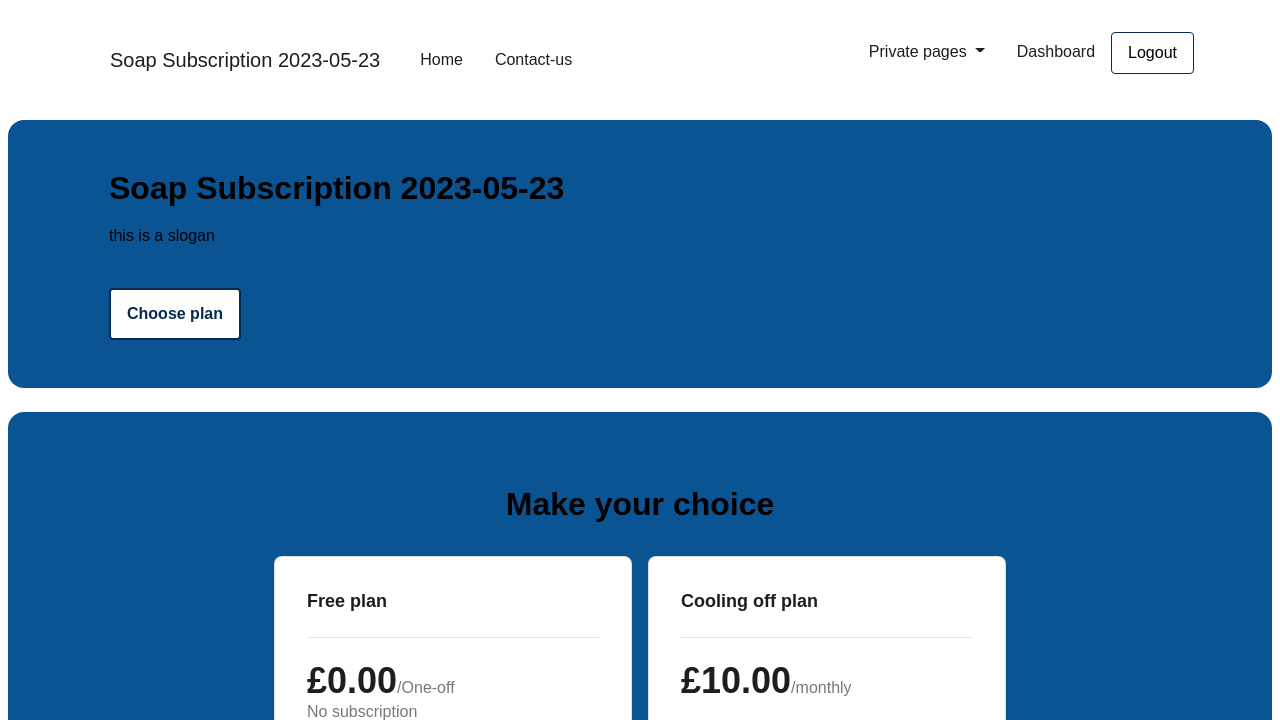 Soap Subscription 2023-05-23
Home
Contact-us
Private pages
Dashboard
Logout
Soap Subscription 2023-05-23
this is a slogan
Choose plan
Make your choice
Free plan
£0.00/One-off
No subscription
Cooling off plan
£10.00/monthly